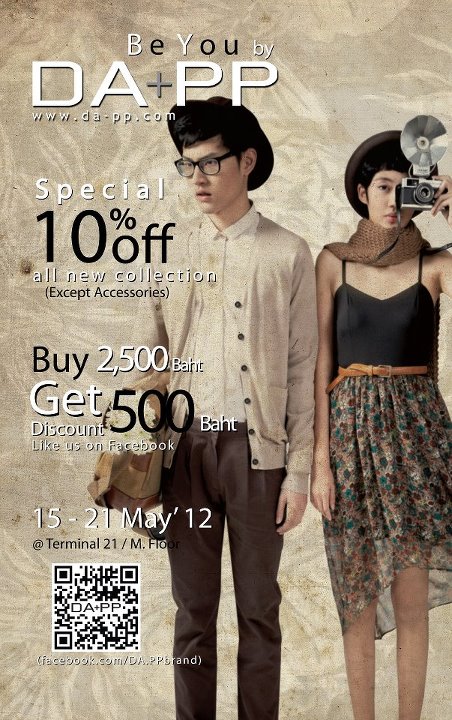 Be You by
DA+PP
www.da-pp.com
Special
10% off
all new collection
(Except Accessories)
Buy 2,500 Baht
Get
Discount 500 Baht
Like us on Facebook
15 - 21 May' 12
@ Terminal 21 / M. Floor
DA+PP
(facebook.com/DA.PPbrand)